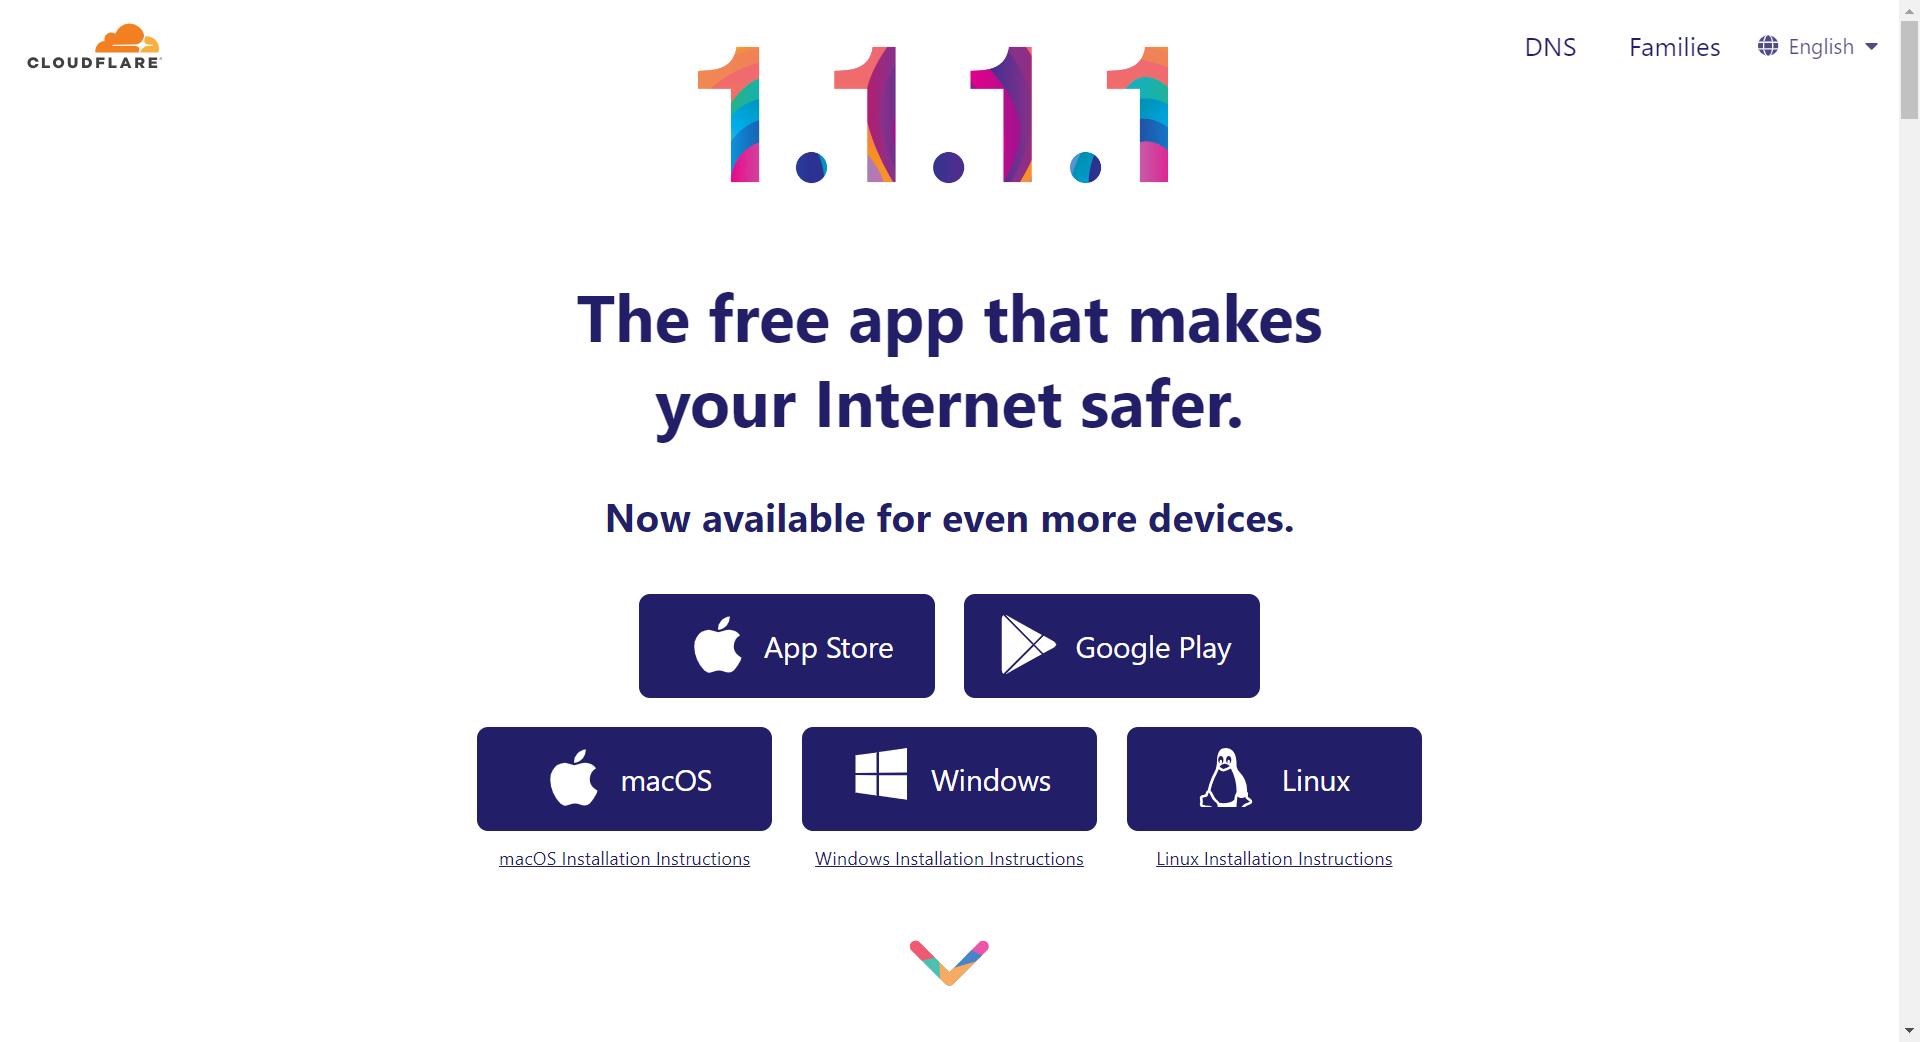 CLOUDFLARE
1.1.1.1
DNS
Families
English
The free app that makes
your Internet safer.
Now available for even more devices.
App Store
Google Play
macOS
Windows
Linux
macOS Installation Instructions
Windows Installation Instructions
Linux Installation Instructions